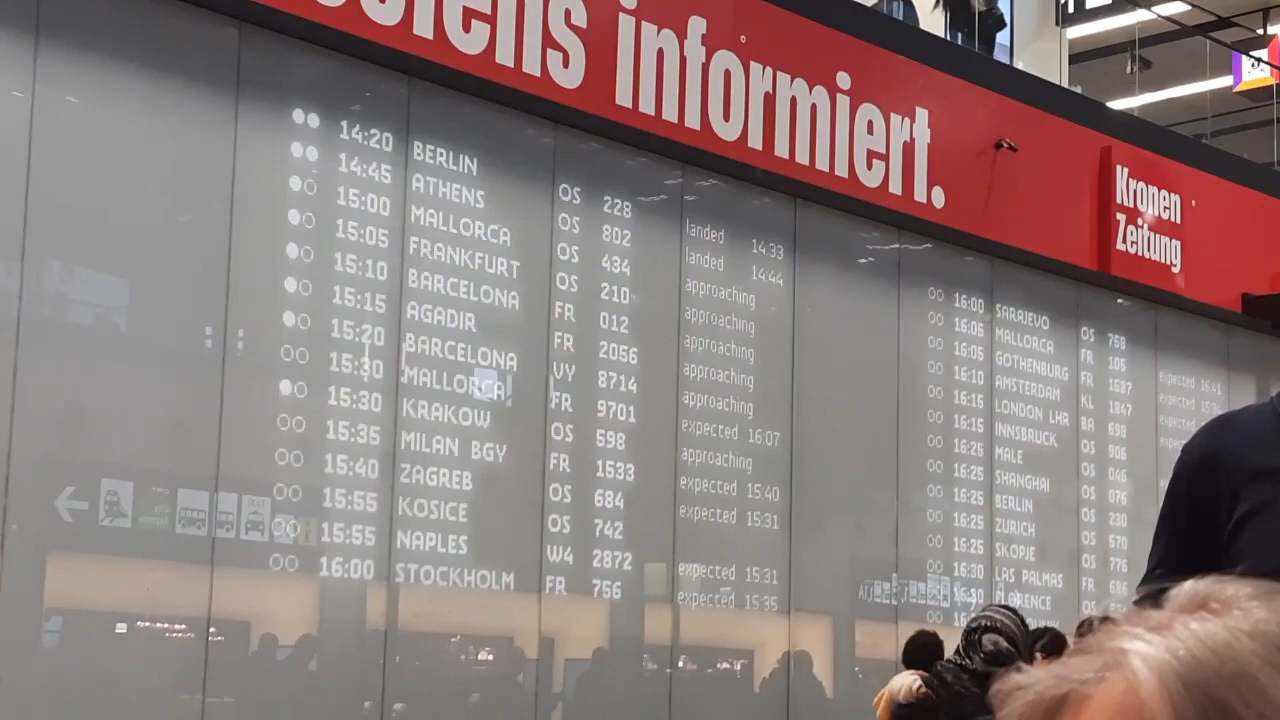 informiert.
Kronen
Zeitung
14:20 BERLIN OS 228 landed 14:33
14:45 ATHENS OS 802 landed 14:44
15:00 MALLORCA OS 434 approaching
15:05 FRANKFURT OS 210 approaching
15:10 BARCELONA FR 012 approaching
15:15 AGADIR FR 2056 approaching
15:20 BARCELONA VY 8714 approaching
15:30 MALLORCA FR 9701 expected 16:07
15:30 KRAKOW OS 598 approaching
15:35 MILAN BGY FR 1533 expected 15:40
15:40 ZAGREB OS 684 expected 15:31
15:55 KOSICE OS 742
15:55 NAPLES W4 2872 expected 15:31
16:00 STOCKHOLM FR 756 expected 15:35
16:00 SARAJEVO OS
16:05 MALLORCA FR 105 expected 16:41
16:05 GOTHENBURG FR 1587 expected
16:10 AMSTERDAM KL 1847 expected
16:15 LONDON LHR BA 698
16:15 INNSBRUCK OS 906
16:25 MALE OS 046
16:25 SHANGHAI OS 076
16:25 BERLIN OS 230
16:25 ZURICH OS 570
16:25 SKOPJE OS 776
16:30 LAS PALMAS FR 686
16:30 FLORENCE OS